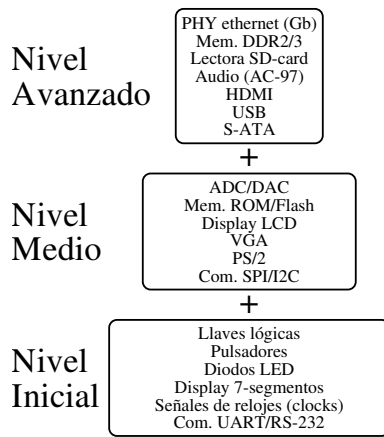 Nivel
Avanzado
PHY ethernet (Gb)
Mem. DDR2/3
Lectora SD-card
Audio (AC-97)
HDMI
USB
S-ATA
+
Nivel
Medio
ADC/DAC
Mem. ROM/Flash
Display LCD
VGA
PS/2
Com. SPI/I2C
+
Nivel
Inicial
Llaves lógicas
Pulsadores
Diodos LED
Display 7-segmentos
Señales de relojes (clocks)
Com. UART/RS-232